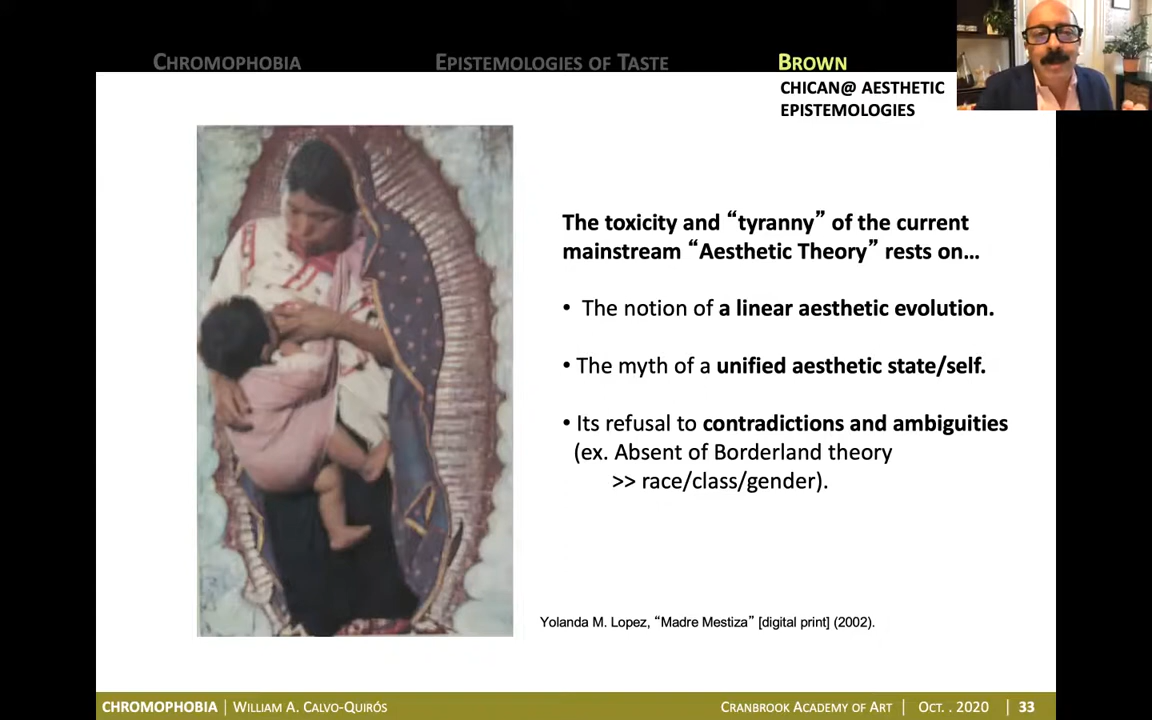 CHROMOPHOBIA
EPISTEMOLOGIES OF TASTE
BROWN
CHICAN@ AESTHETIC
EPISTEMOLOGIES
The toxicity and “tyranny” of the current
mainstream “Aesthetic Theory” rests on…
• The notion of a linear aesthetic evolution.
• The myth of a unified aesthetic state/self.
• Its refusal to contradictions and ambiguities
(ex. Absent of Borderland theory
>> race/class/gender).
Yolanda M. Lopez, “Madre Mestiza” [digital print] (2002).
CHROMOPHOBIA | WILLIAM A. CALVO-QUIRÓS
CRANBROOK ACADEMY OF ART | OCT. . 2020 | 33